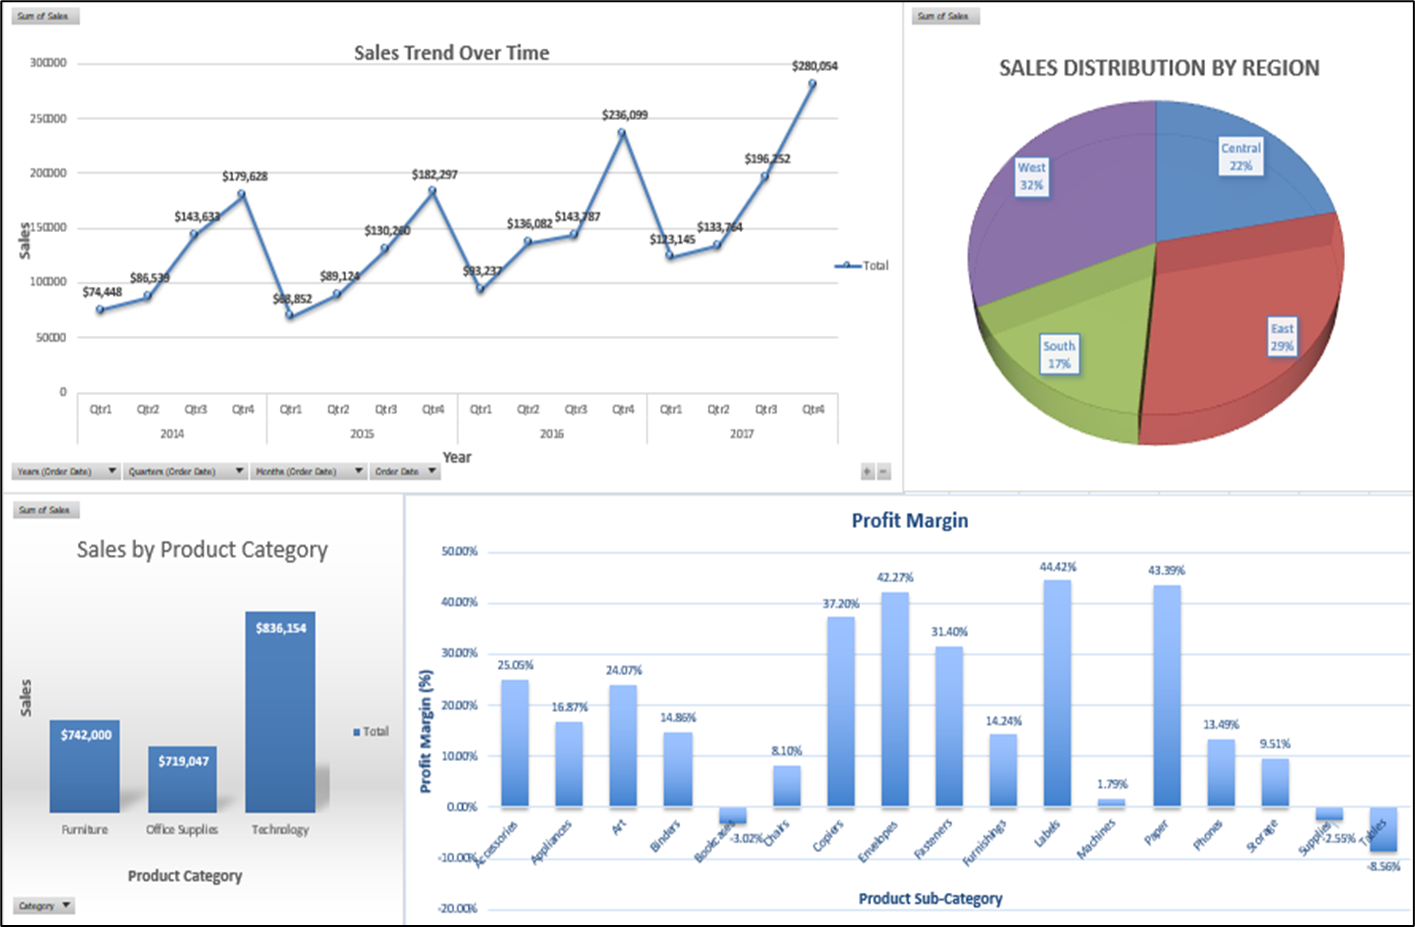 Sum of Sales
Sales Trend Over Time
300000
250000
200000
150000
100000
50000
0
Sales
$74,448
$86,539
$143,633
$179,628
$68,852
$89,124
$130,260
$182,297
$93,237
$136,082
$143,787
$236,099
$123,145
$133,764
$196,252
$280,054
Total
Qtr1 Qtr2 Qtr3 Qtr4 Qtr1 Qtr2 Qtr3 Qtr4 Qtr1 Qtr2 Qtr3 Qtr4 Qtr1 Qtr2 Qtr3 Qtr4
2014 2015 2016 2017
Year
Years (Order Date) Quarters (Order Date) Months (Order Date) Order Date
Sum of Sales
SALES DISTRIBUTION BY REGION
Central
22%
West
32%
East
29%
South
17%
Sum of Sales
Sales by Product Category
Sales
$742,000
$719,047
$836,154
Total
Furniture Office Supplies Technology
Product Category
Category
Profit Margin
50.00%
40.00%
30.00%
20.00%
10.00%
0.00%
-10.00%
-20.00%
Profit Margin (%)
25.05%
16.87%
24.07%
14.86%
-3.02%
8.10%
37.20%
42.27%
31.40%
14.24%
44.42%
1.79%
43.39%
13.49%
9.51%
-2.55%
-8.56%
Accessories
Appliances
Art
Binders
Bookcases
Chairs
Copiers
Envelopes
Fasteners
Furnishings
Labels
Machines
Paper
Phones
Storage
Supplies
Tables
Product Sub-Category